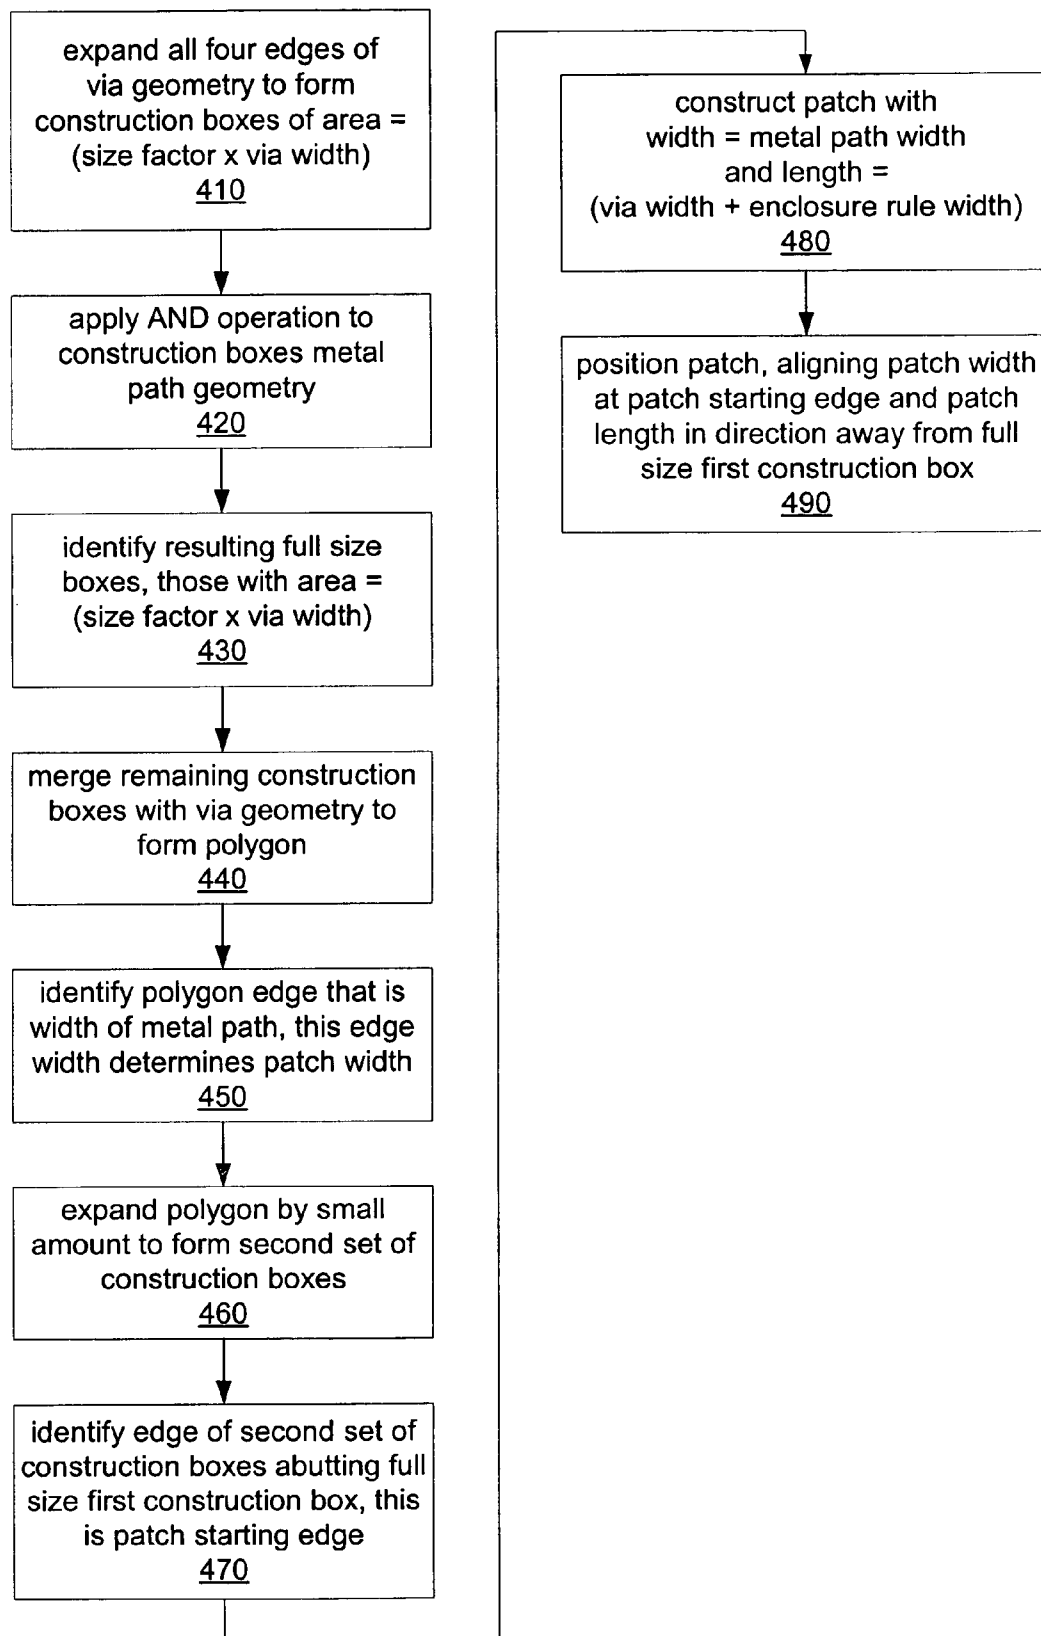 expand all four edges of
via geometry to form
construction boxes of area =
(size factor x via width)
410
apply AND operation to
construction boxes metal
path geometry
420
identify resulting full size
boxes, those with area =
(size factor x via width)
430
merge remaining construction
boxes with via geometry to
form polygon
440
identify polygon edge that is
width of metal path, this edge
width determines patch width
450
expand polygon by small
amount to form second set of
construction boxes
460
identify edge of second set of
construction boxes abutting full
size first construction box, this
is patch starting edge
470
construct patch with
width = metal path width
and length =
(via width + enclosure rule width)
480
position patch, aligning patch width
at patch starting edge and patch
length in direction away from full
size first construction box
490